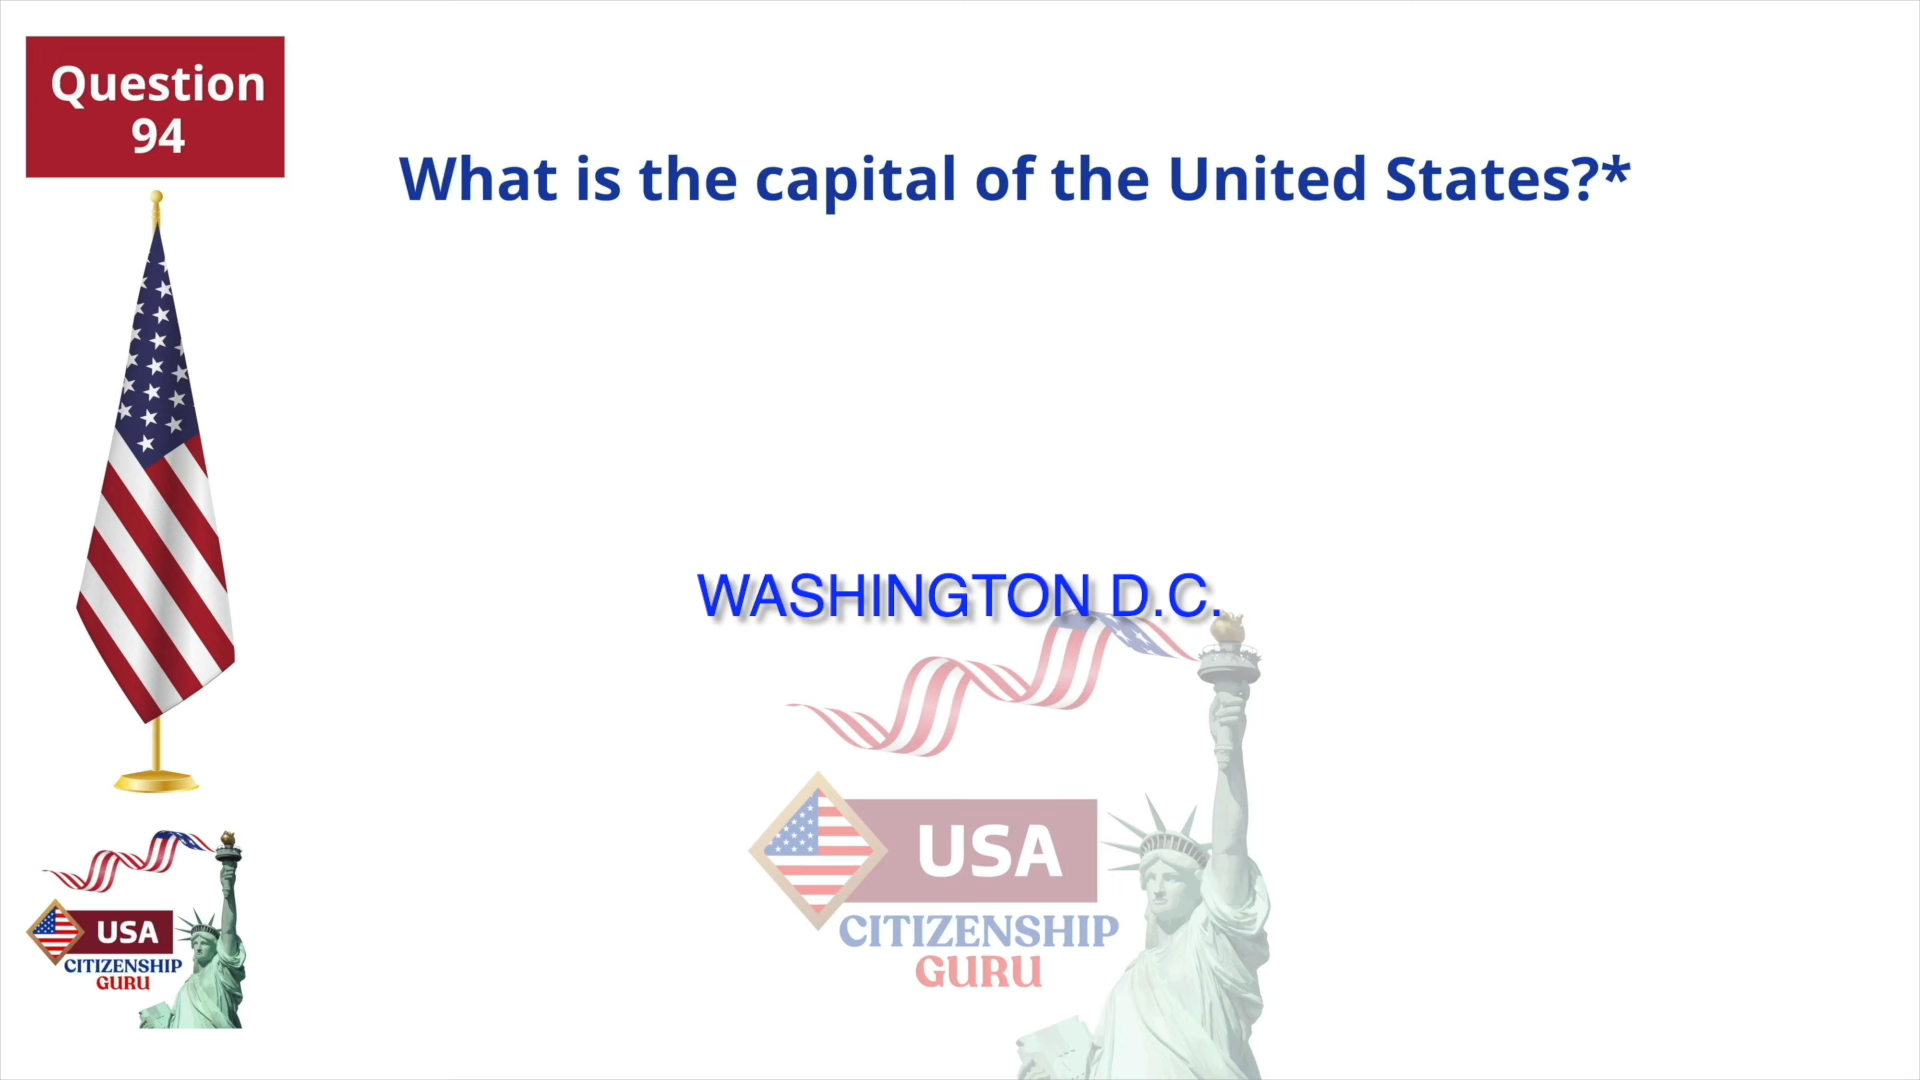 Question
94
What is the capital of the United States?*
WASHINGTON D.C.
USA
CITIZENSHIP
GURU
USA
CITIZENSHIP
GURU